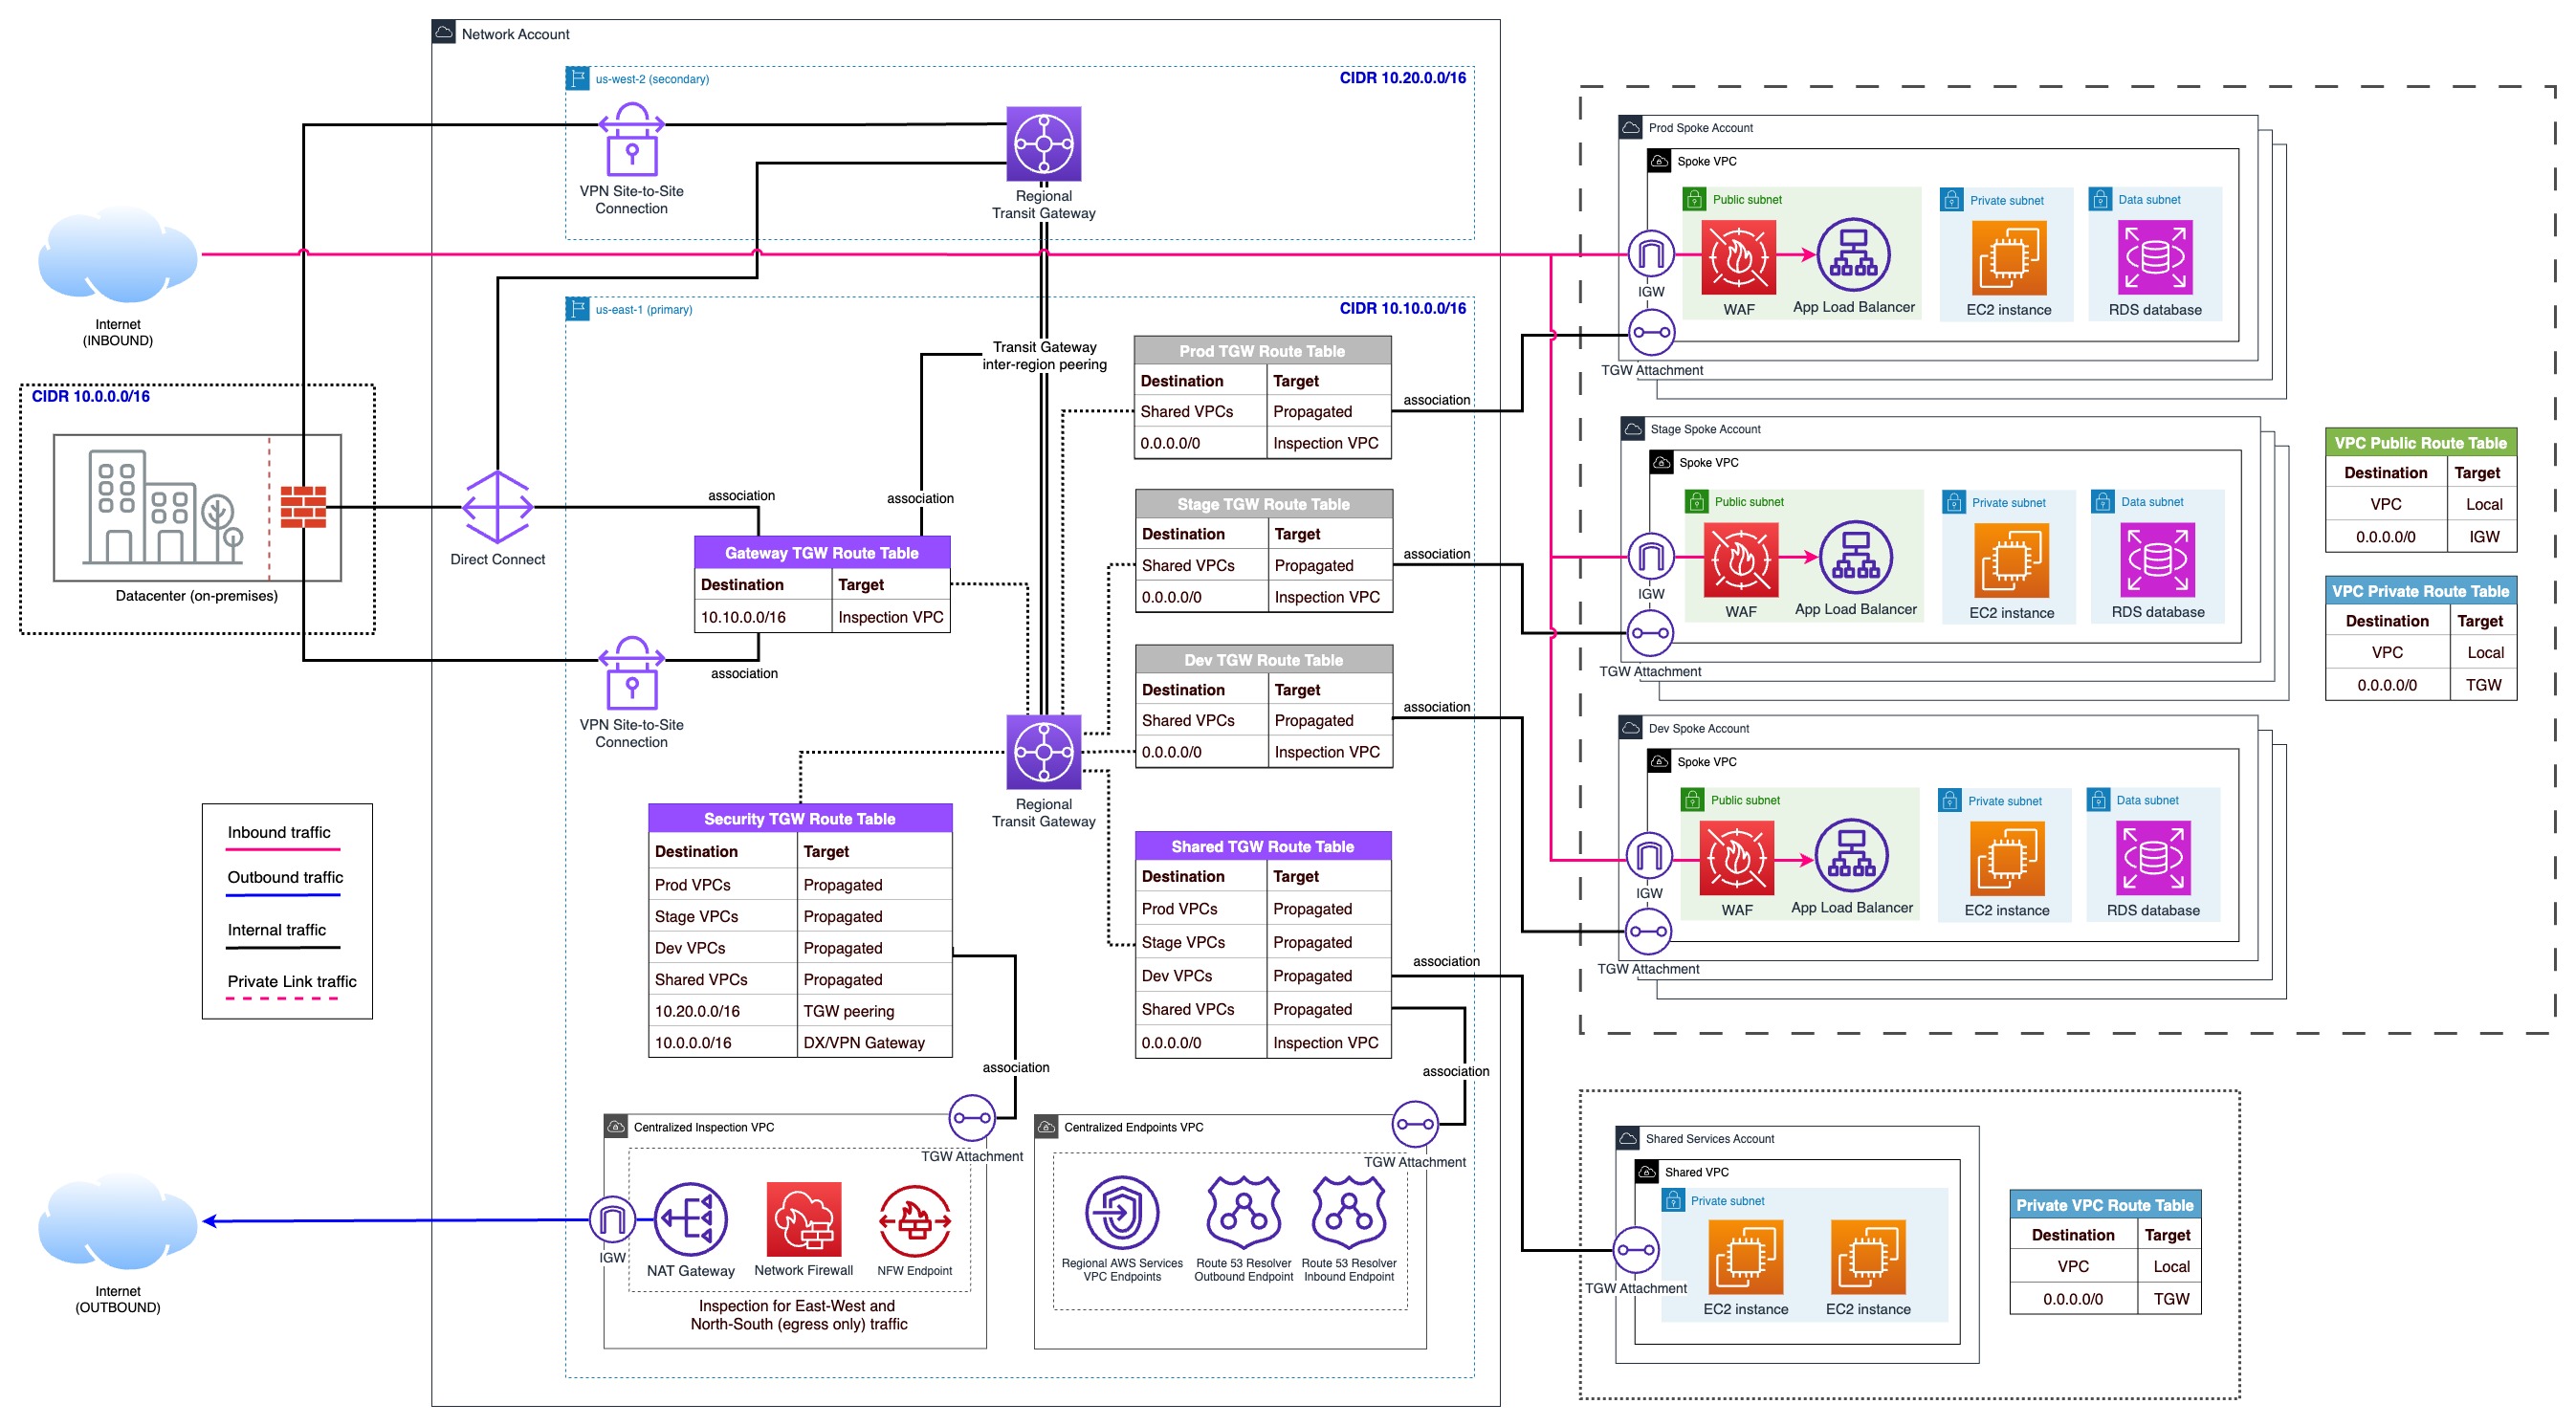 Network Account
us-west-2 (secondary)
CIDR 10.20.0.0/16
VPN Site-to-Site
Connection
Regional
Transit Gateway
Internet
(INBOUND)
us-east-1 (primary)
CIDR 10.10.0.0/16
Transit Gateway
inter-region peering
CIDR 10.0.0.0/16
Datacenter (on-premises)
Direct Connect
association
association
Gateway TGW Route Table
Destination Target
10.10.0.0/16 Inspection VPC
association
VPN Site-to-Site
Connection
Prod TGW Route Table
Destination Target
Shared VPCs Propagated
0.0.0.0/0 Inspection VPC
association
Stage TGW Route Table
Destination Target
Shared VPCs Propagated
0.0.0.0/0 Inspection VPC
association
Dev TGW Route Table
Destination Target
Shared VPCs Propagated
0.0.0.0/0 Inspection VPC
association
Regional
Transit Gateway
Inbound traffic
Outbound traffic
Internal traffic
Private Link traffic
Security TGW Route Table
Destination Target
Prod VPCs Propagated
Stage VPCs Propagated
Dev VPCs Propagated
Shared VPCs Propagated
10.20.0.0/16 TGW peering
10.0.0.0/16 DX/VPN Gateway
association
Shared TGW Route Table
Destination Target
Prod VPCs Propagated
Stage VPCs Propagated
Dev VPCs Propagated
Shared VPCs Propagated
0.0.0.0/0 Inspection VPC
association
association
Centralized Inspection VPC
TGW Attachment
IGW
NAT Gateway
Network Firewall
NFW Endpoint
Inspection for East-West and
North-South (egress only) traffic
Centralized Endpoints VPC
TGW Attachment
Regional AWS Services
VPC Endpoints
Route 53 Resolver
Outbound Endpoint
Route 53 Resolver
Inbound Endpoint
Internet
(OUTBOUND)
Prod Spoke Account
Spoke VPC
Public subnet
Private subnet
Data subnet
IGW
WAF
App Load Balancer
EC2 instance
RDS database
TGW Attachment
Stage Spoke Account
Spoke VPC
Public subnet
Private subnet
Data subnet
IGW
WAF
App Load Balancer
EC2 instance
RDS database
TGW Attachment
Dev Spoke Account
Spoke VPC
Public subnet
Private subnet
Data subnet
IGW
WAF
App Load Balancer
EC2 instance
RDS database
TGW Attachment
VPC Public Route Table
Destination Target
VPC Local
0.0.0.0/0 IGW
VPC Private Route Table
Destination Target
VPC Local
0.0.0.0/0 TGW
Shared Services Account
Shared VPC
Private subnet
TGW Attachment
EC2 instance
EC2 instance
Private VPC Route Table
Destination Target
VPC Local
0.0.0.0/0 TGW